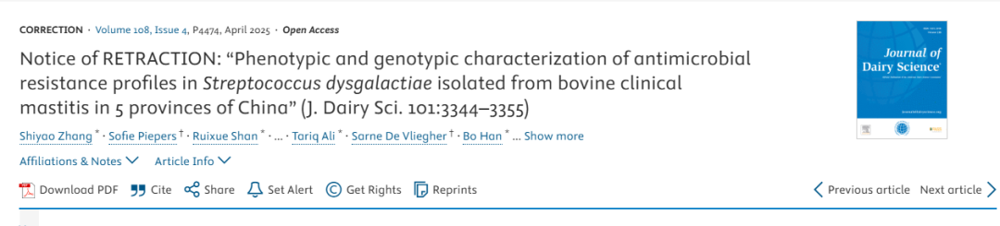 CORRECTION · Volume 108, Issue 4, P4474, April 2025 · Open Access
Notice of RETRACTION: “Phenotypic and genotypic characterization of antimicrobial
resistance profiles in Streptococcus dysgalactiae isolated from bovine clinical
mastitis in 5 provinces of China” (J. Dairy Sci. 101:3344–3355)
Shiyao Zhang * · Sofie Piepers † · Ruixue Shan * · ... · Tariq Ali * · Sarne De Vliegher † · Bo Han * ... Show more
Affiliations & Notes Article Info
Download PDF Cite Share Set Alert Get Rights Reprints Previous article Next article
Journal of
Dairy Science